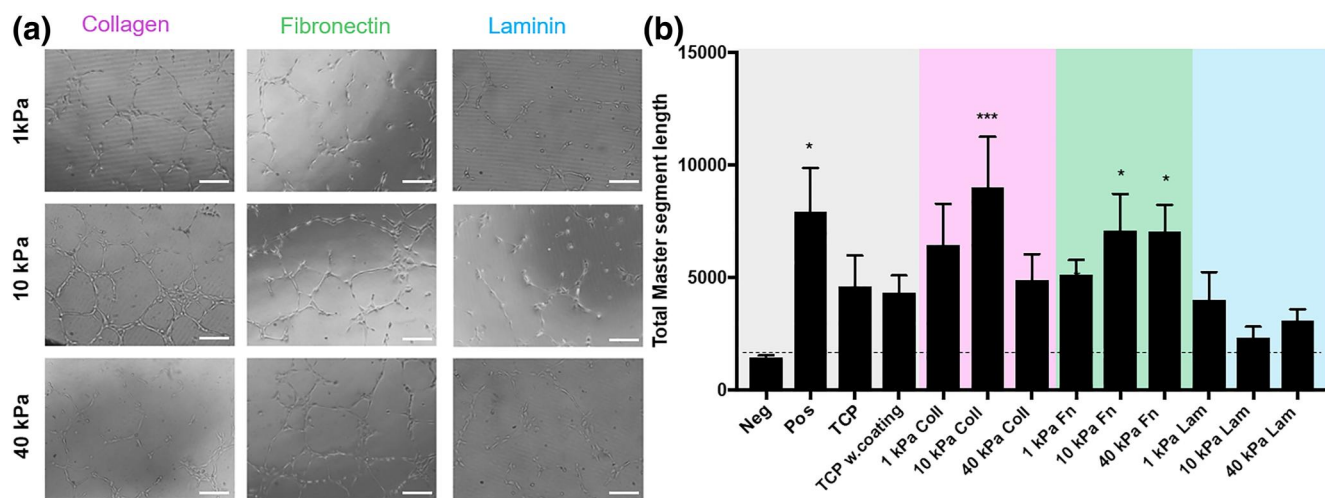 (a)
Collagen
Fibronectin
Laminin
1kPa
10 kPa
40 kPa
(b)
Total Master segment length
15000
10000
5000
0
*
***
*
*
Neg
Pos
TCP
TCP w.coating
1 kPa Coll
10 kPa Coll
40 kPa Coll
1 kPa Fn
10 kPa Fn
40 kPa Fn
1 kPa Lam
10 kPa Lam
40 kPa Lam